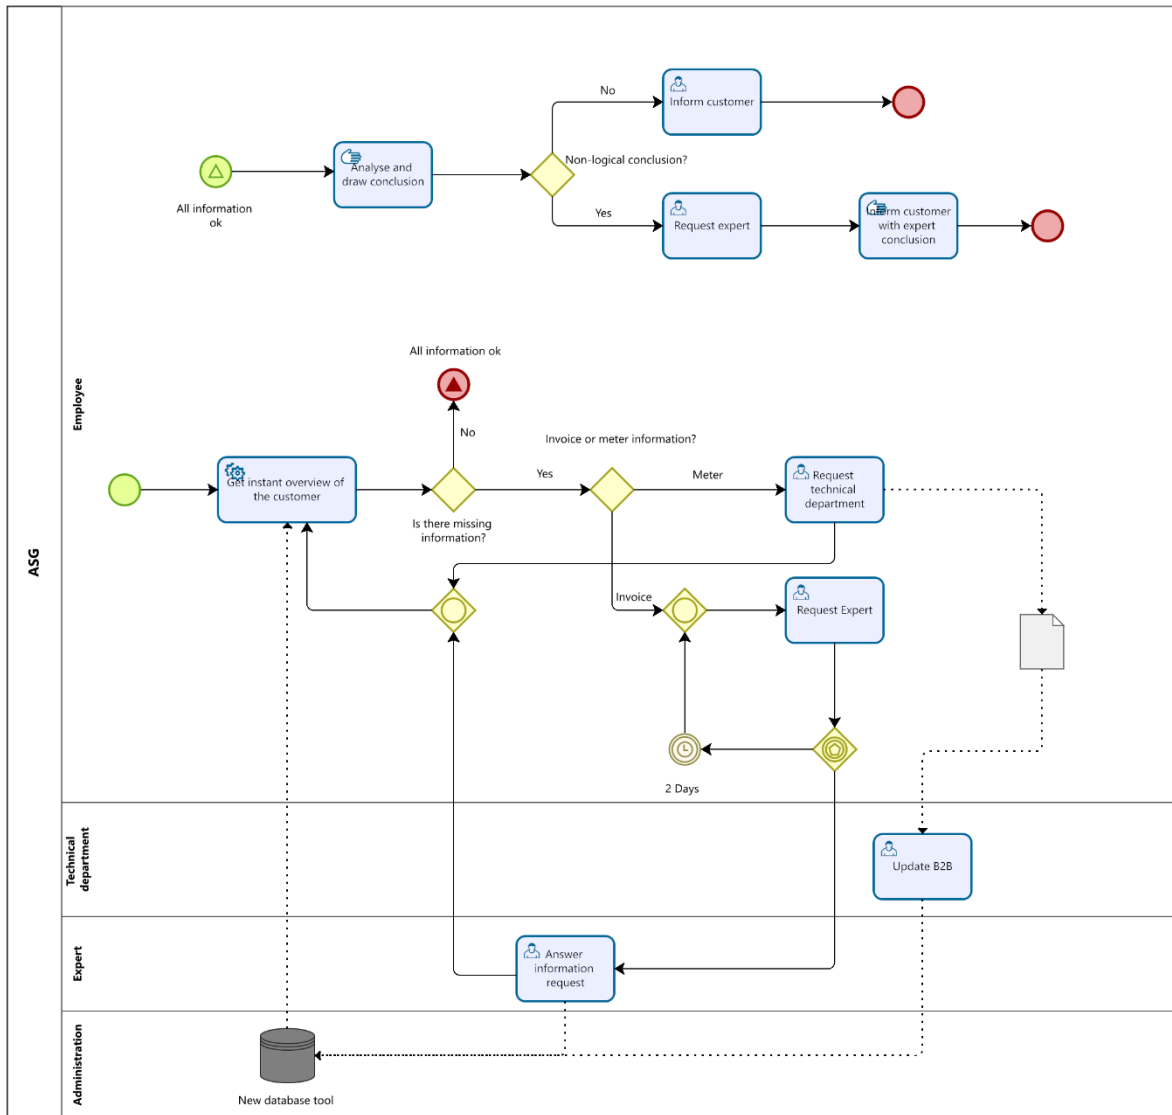 ASG
Employee
No
Inform customer
Non-logical conclusion?
Analyse and
draw conclusion
All information
ok
Yes
Request expert
Inform customer
with expert
conclusion
All information ok
No
Invoice or meter information?
Get instant overview of
the customer
Yes
Meter
Request
technical
department
Is there missing
information?
Invoice
Request Expert
2 Days
Technical
department
Update B2B
Expert
Answer
information
request
Administration
New database tool